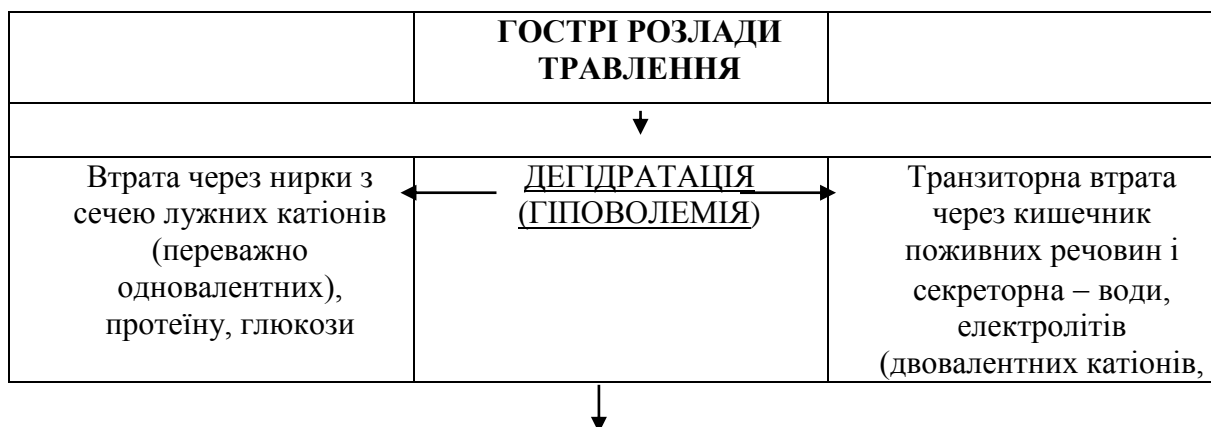 ГОСТРІ РОЗЛАДИ
ТРАВЛЕННЯ
Втрата через нирки з
сечею лужних катіонів
(переважно
одновалентних),
протеїну, глюкози
ДЕГІДРАТАЦІЯ
(ГІПОВОЛЕМІЯ)
Транзиторна втрата
через кишечник
поживних речовин і
секреторна – води,
електролітів
(двовалентних катіонів,